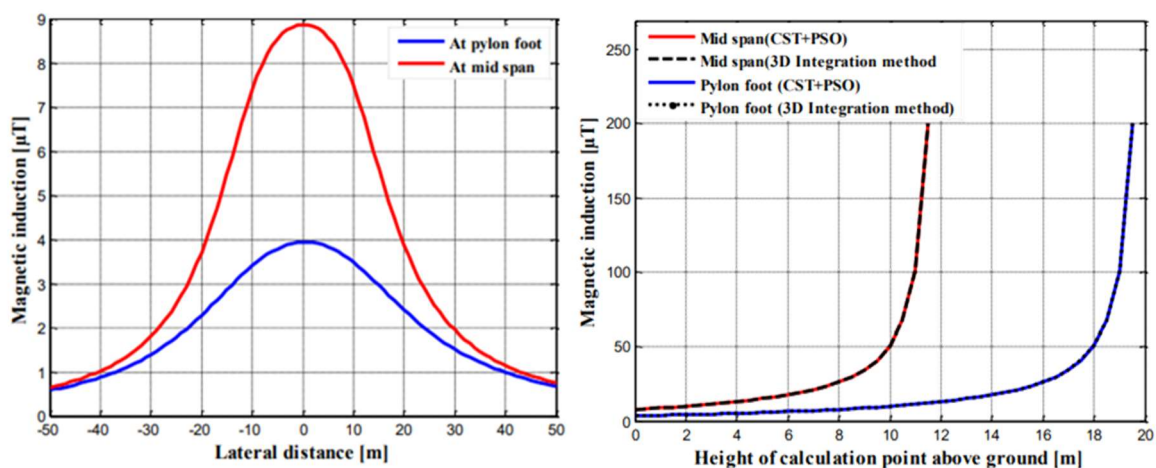 9
8
7
6
5
4
3
2
1
0
Magnetic induction [µT]
At pylon foot
At mid span
-50 -40 -30 -20 -10 0 10 20 30 40 50
Lateral distance [m]
250
200
150
100
50
0
Magnetic induction [µT]
Mid span(CST+PSO)
Mid span(3D Integration method
Pylon foot (CST+PSO)
Pylon foot (3D Integration method)
0 2 4 6 8 10 12 14 16 18 20
Height of calculation point above ground [m]